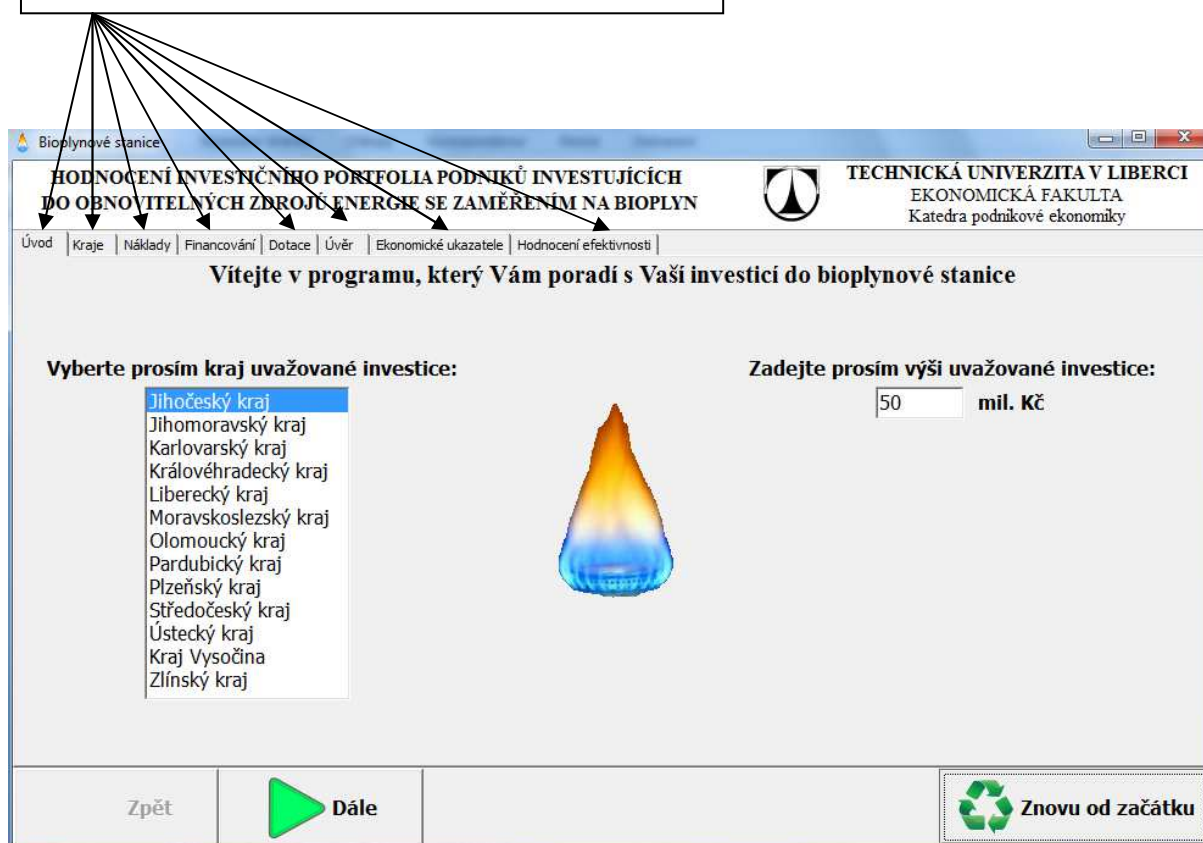 Bioplynové stanice
HODNOCENÍ INVESTIČNÍHO PORTFOLIA PODNIKŮ INVESTUJÍCÍCH
DO OBNOVITELNÝCH ZDROJŮ ENERGIE SE ZAMĚŘENÍM NA BIOPLYN
TECHNICKÁ UNIVERZITA V LIBERCI
EKONOMICKÁ FAKULTA
Katedra podnikové ekonomiky
Úvod Kraje Náklady Financování Dotace Úvěr Ekonomické ukazatele Hodnocení efektivnosti
Vítejte v programu, který Vám poradí s Vaší investicí do bioplynové stanice
Vyberte prosím kraj uvažované investice:
Jihočeský kraj
Jihomoravský kraj
Karlovarský kraj
Královéhradecký kraj
Liberecký kraj
Moravskoslezský kraj
Olomoucký kraj
Pardubický kraj
Plzeňský kraj
Středočeský kraj
Ústecký kraj
Kraj Vysočina
Zlínský kraj
Zadejte prosím výši uvažované investice:
50 mil. Kč
Zpět
Dále
Znovu od začátku